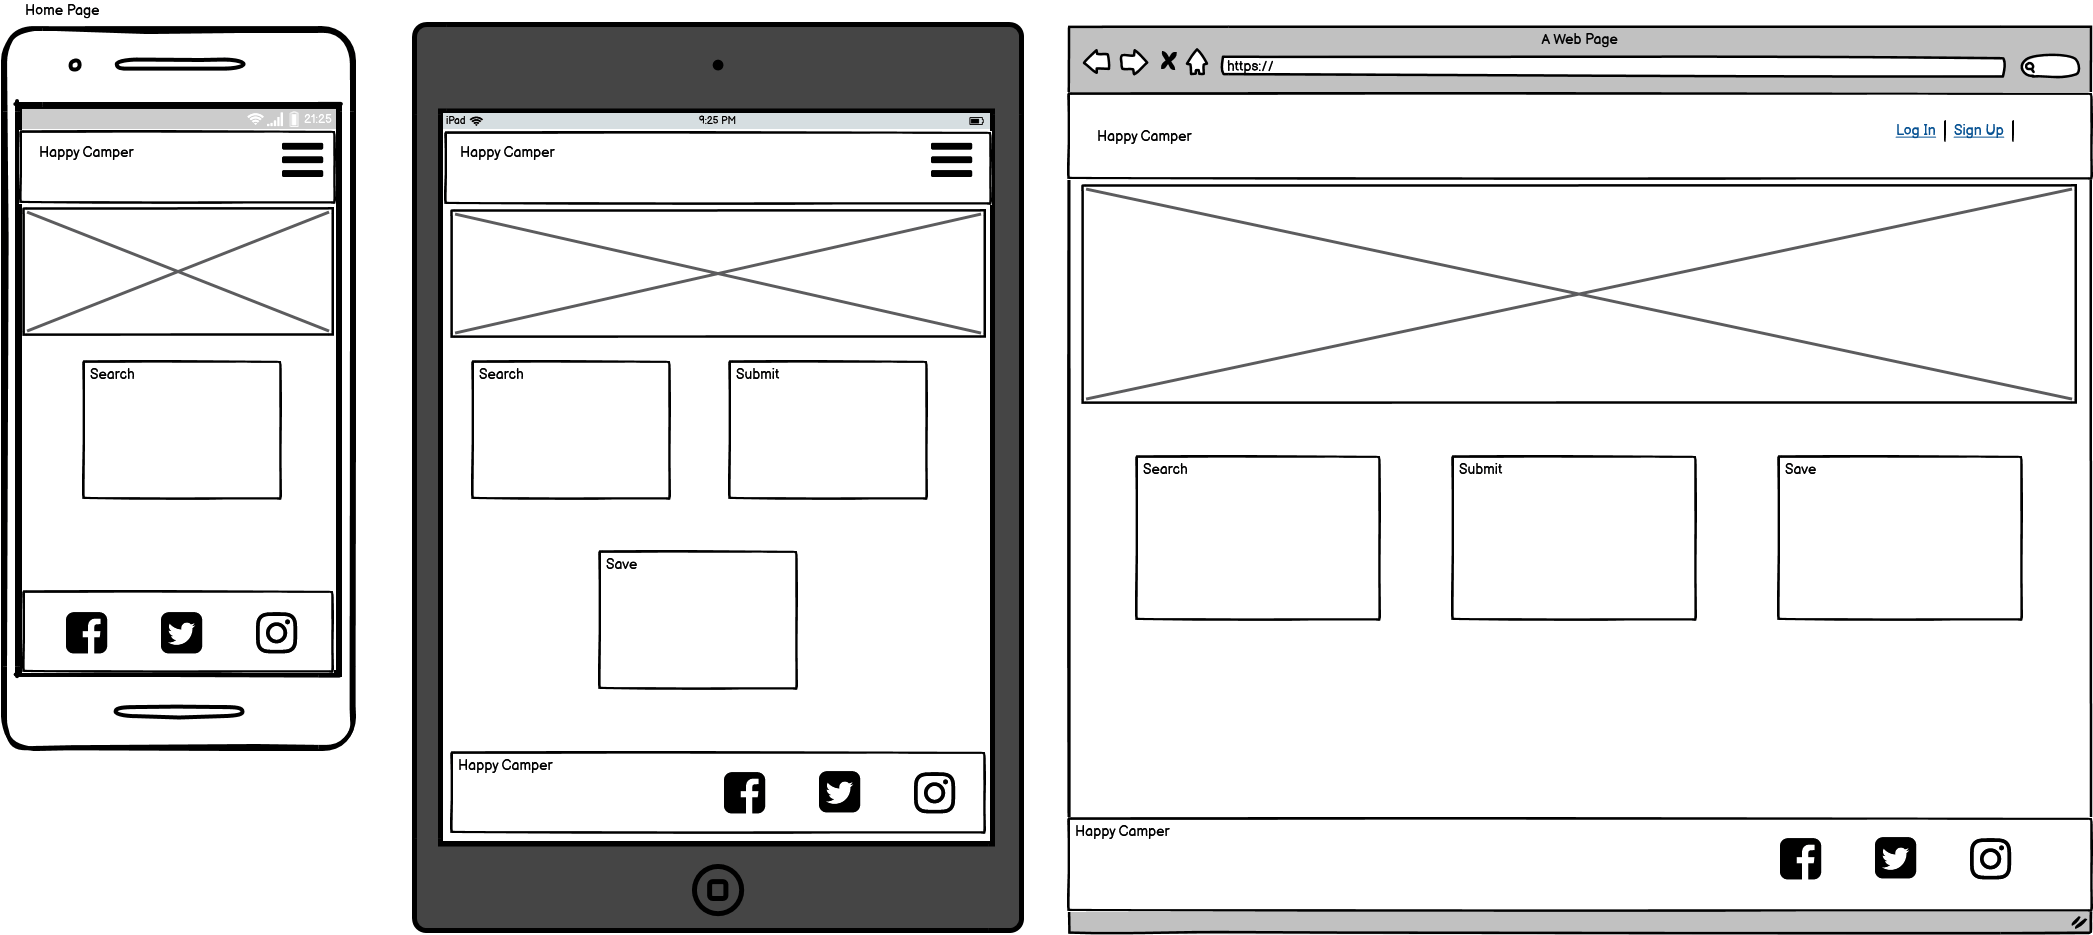 Home Page
21:25
Happy Camper
Search
iPad
9:25 PM
Happy Camper
Search
Submit
Save
Happy Camper
A Web Page
https://
Happy Camper
Log In | Sign Up |
Search
Submit
Save
Happy Camper